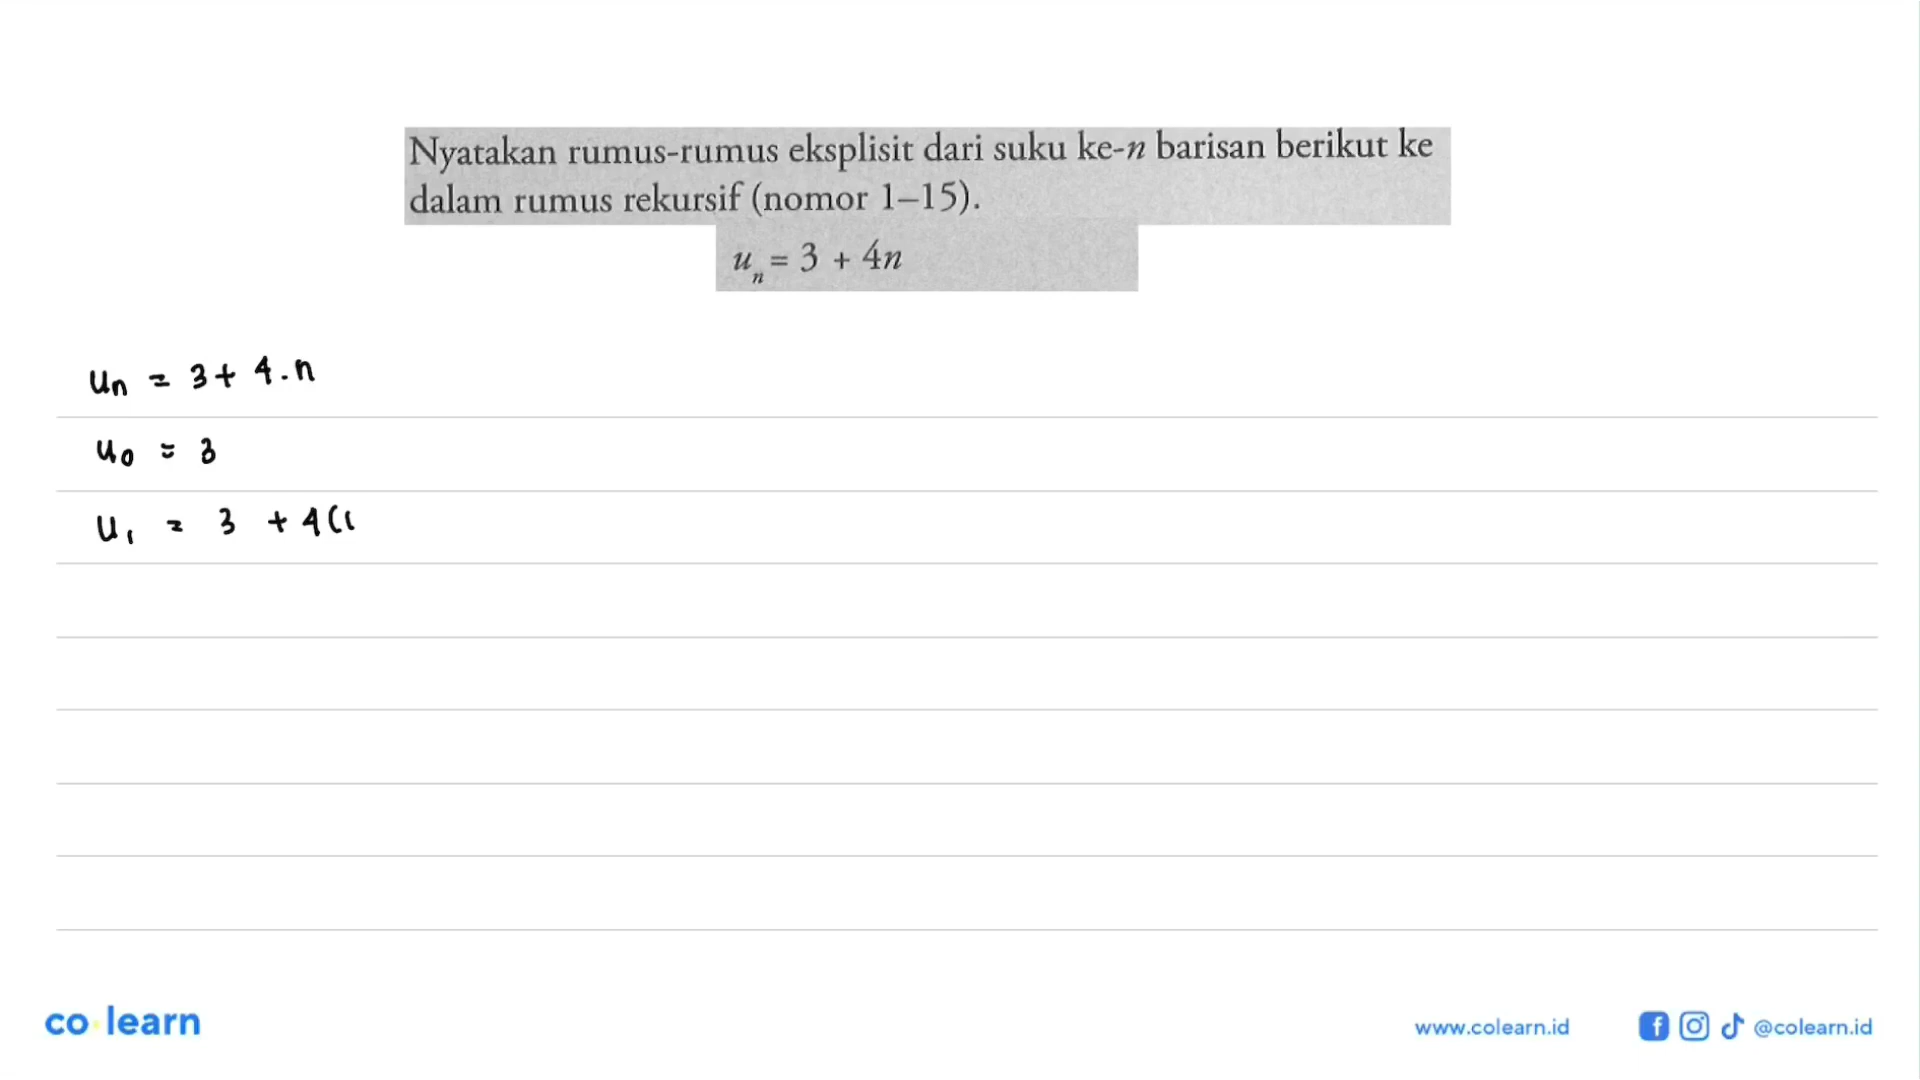 Nyatakan rumus-rumus eksplisit dari suku ke-n barisan berikut ke
dalam rumus rekursif (nomor 1–15).
uₙ = 3 + 4n
uₙ = 3 + 4.n
u₀ = 3
u₁ = 3 + 4(1
co learn
www.colearn.id
@colearn.id